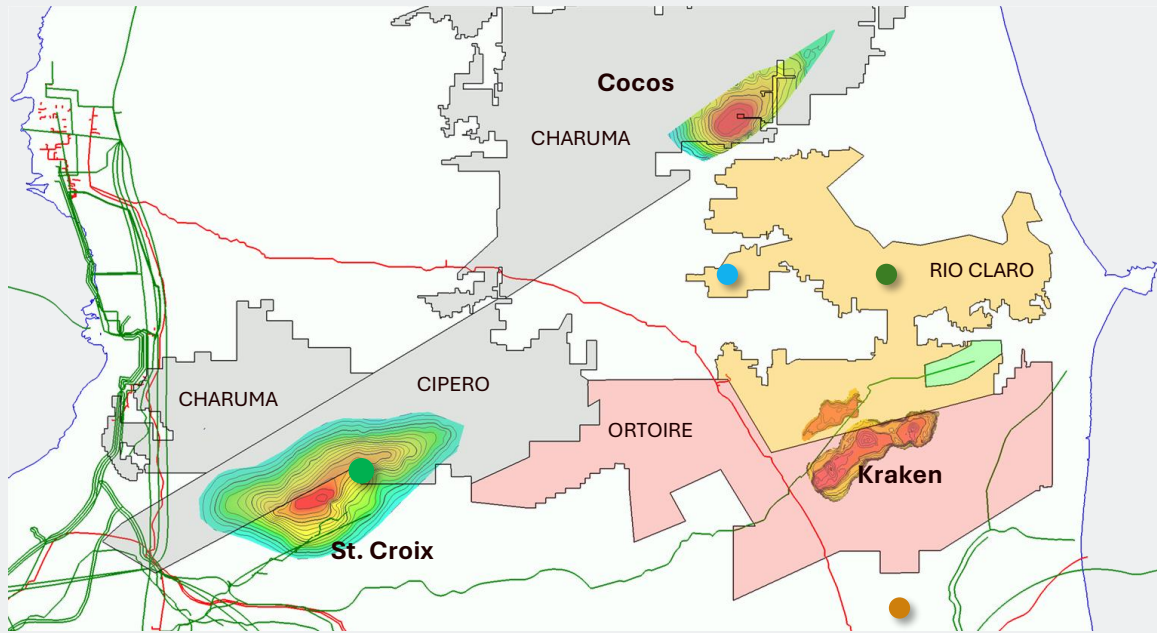 Cocos
CHARUMA
RIO CLARO
CIPERO
CHARUMA
ORTOIRE
Kraken
St. Croix